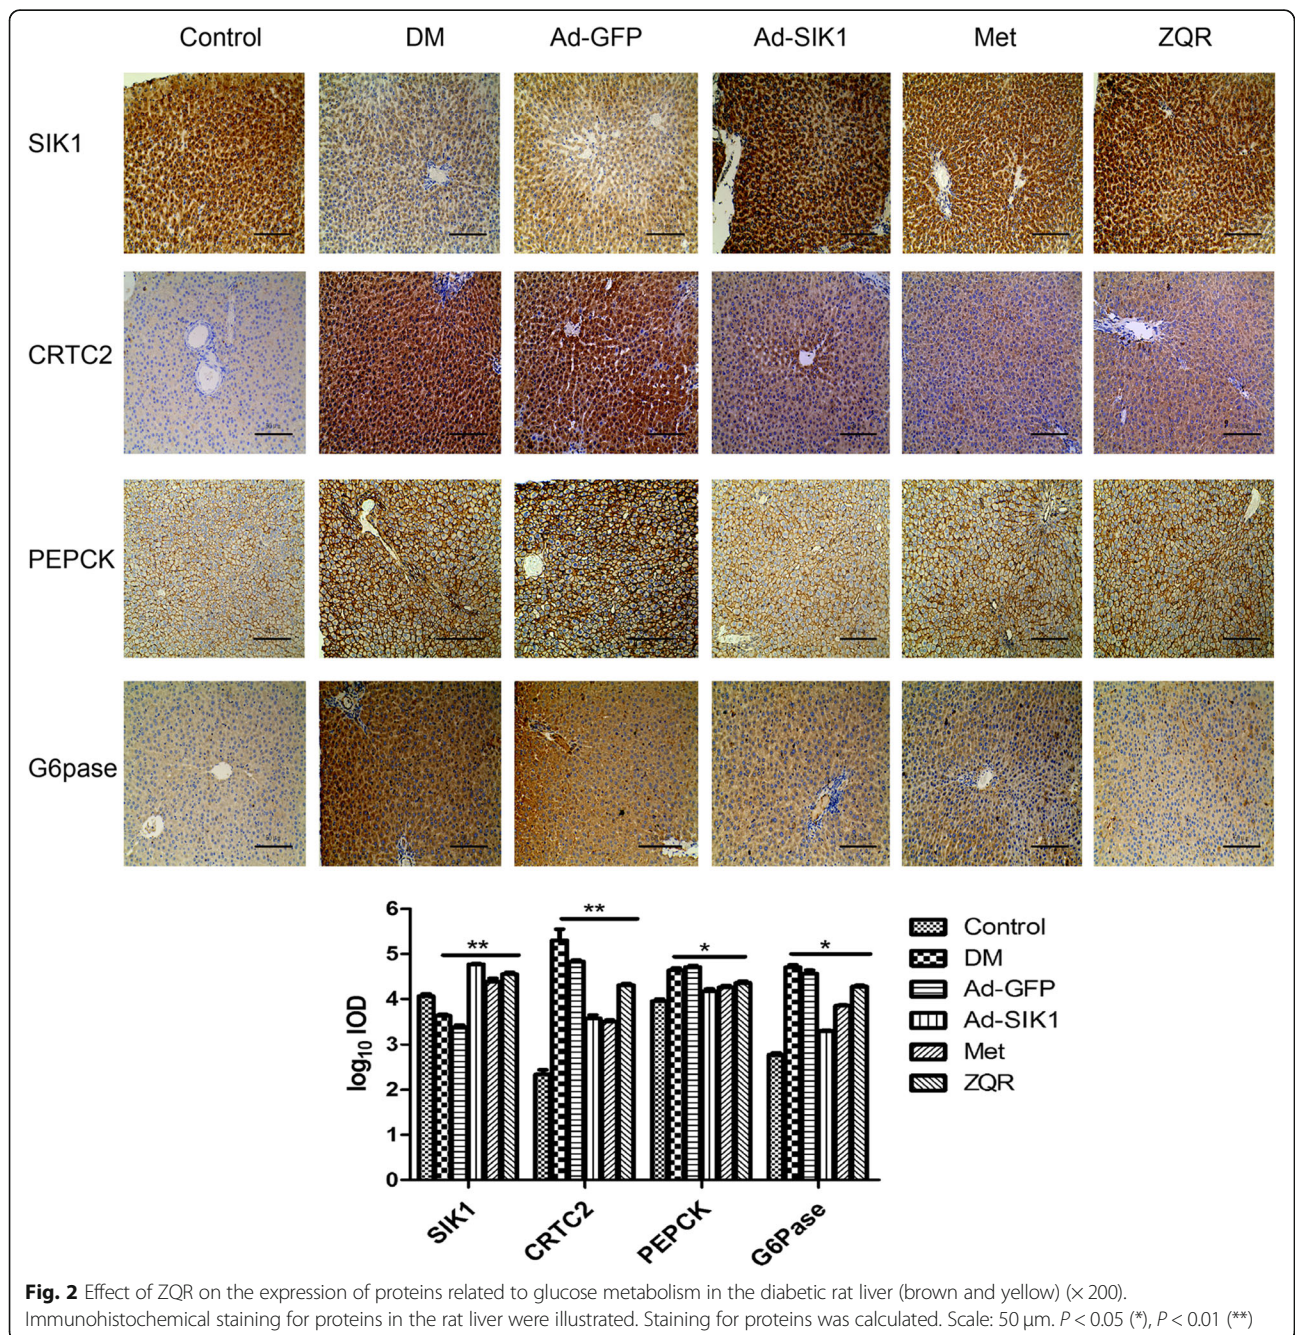 Control DM Ad-GFP Ad-SIK1 Met ZQR
SIK1
CRTC2
PEPCK
G6pase
6
5
4
3
2
1
0
log10 IOD
**
**
*
*
SIK1
CRTC2
PEPCK
G6Pase
Control
DM
Ad-GFP
Ad-SIK1
Met
ZQR
Fig. 2 Effect of ZQR on the expression of proteins related to glucose metabolism in the diabetic rat liver (brown and yellow) (× 200).
Immunohistochemical staining for proteins in the rat liver were illustrated. Staining for proteins was calculated. Scale: 50 μm. P < 0.05 (*), P < 0.01 (**)